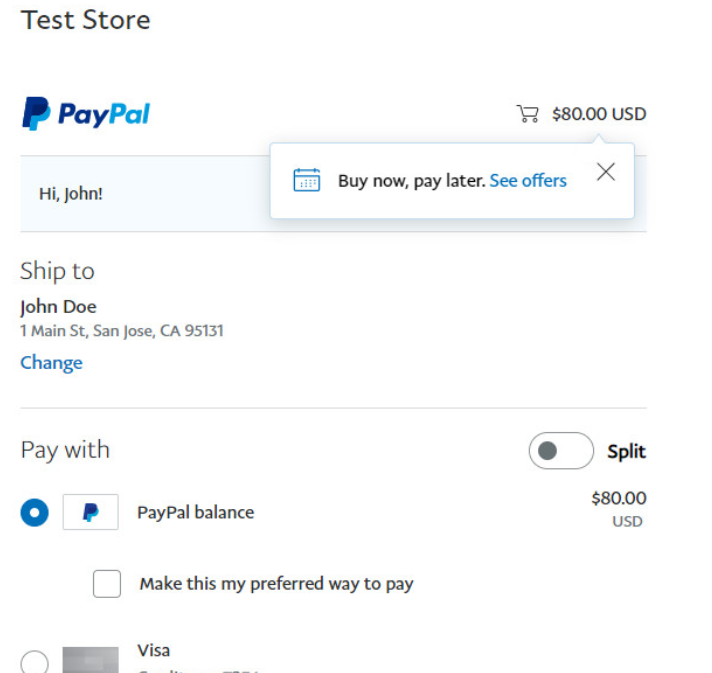 Test Store
PayPal
$80.00 USD
Buy now, pay later. See offers
Hi, John!
Ship to
John Doe
1 Main St, San Jose, CA 95131
Change
Pay with
Split
PayPal balance
$80.00
USD
Make this my preferred way to pay
Visa